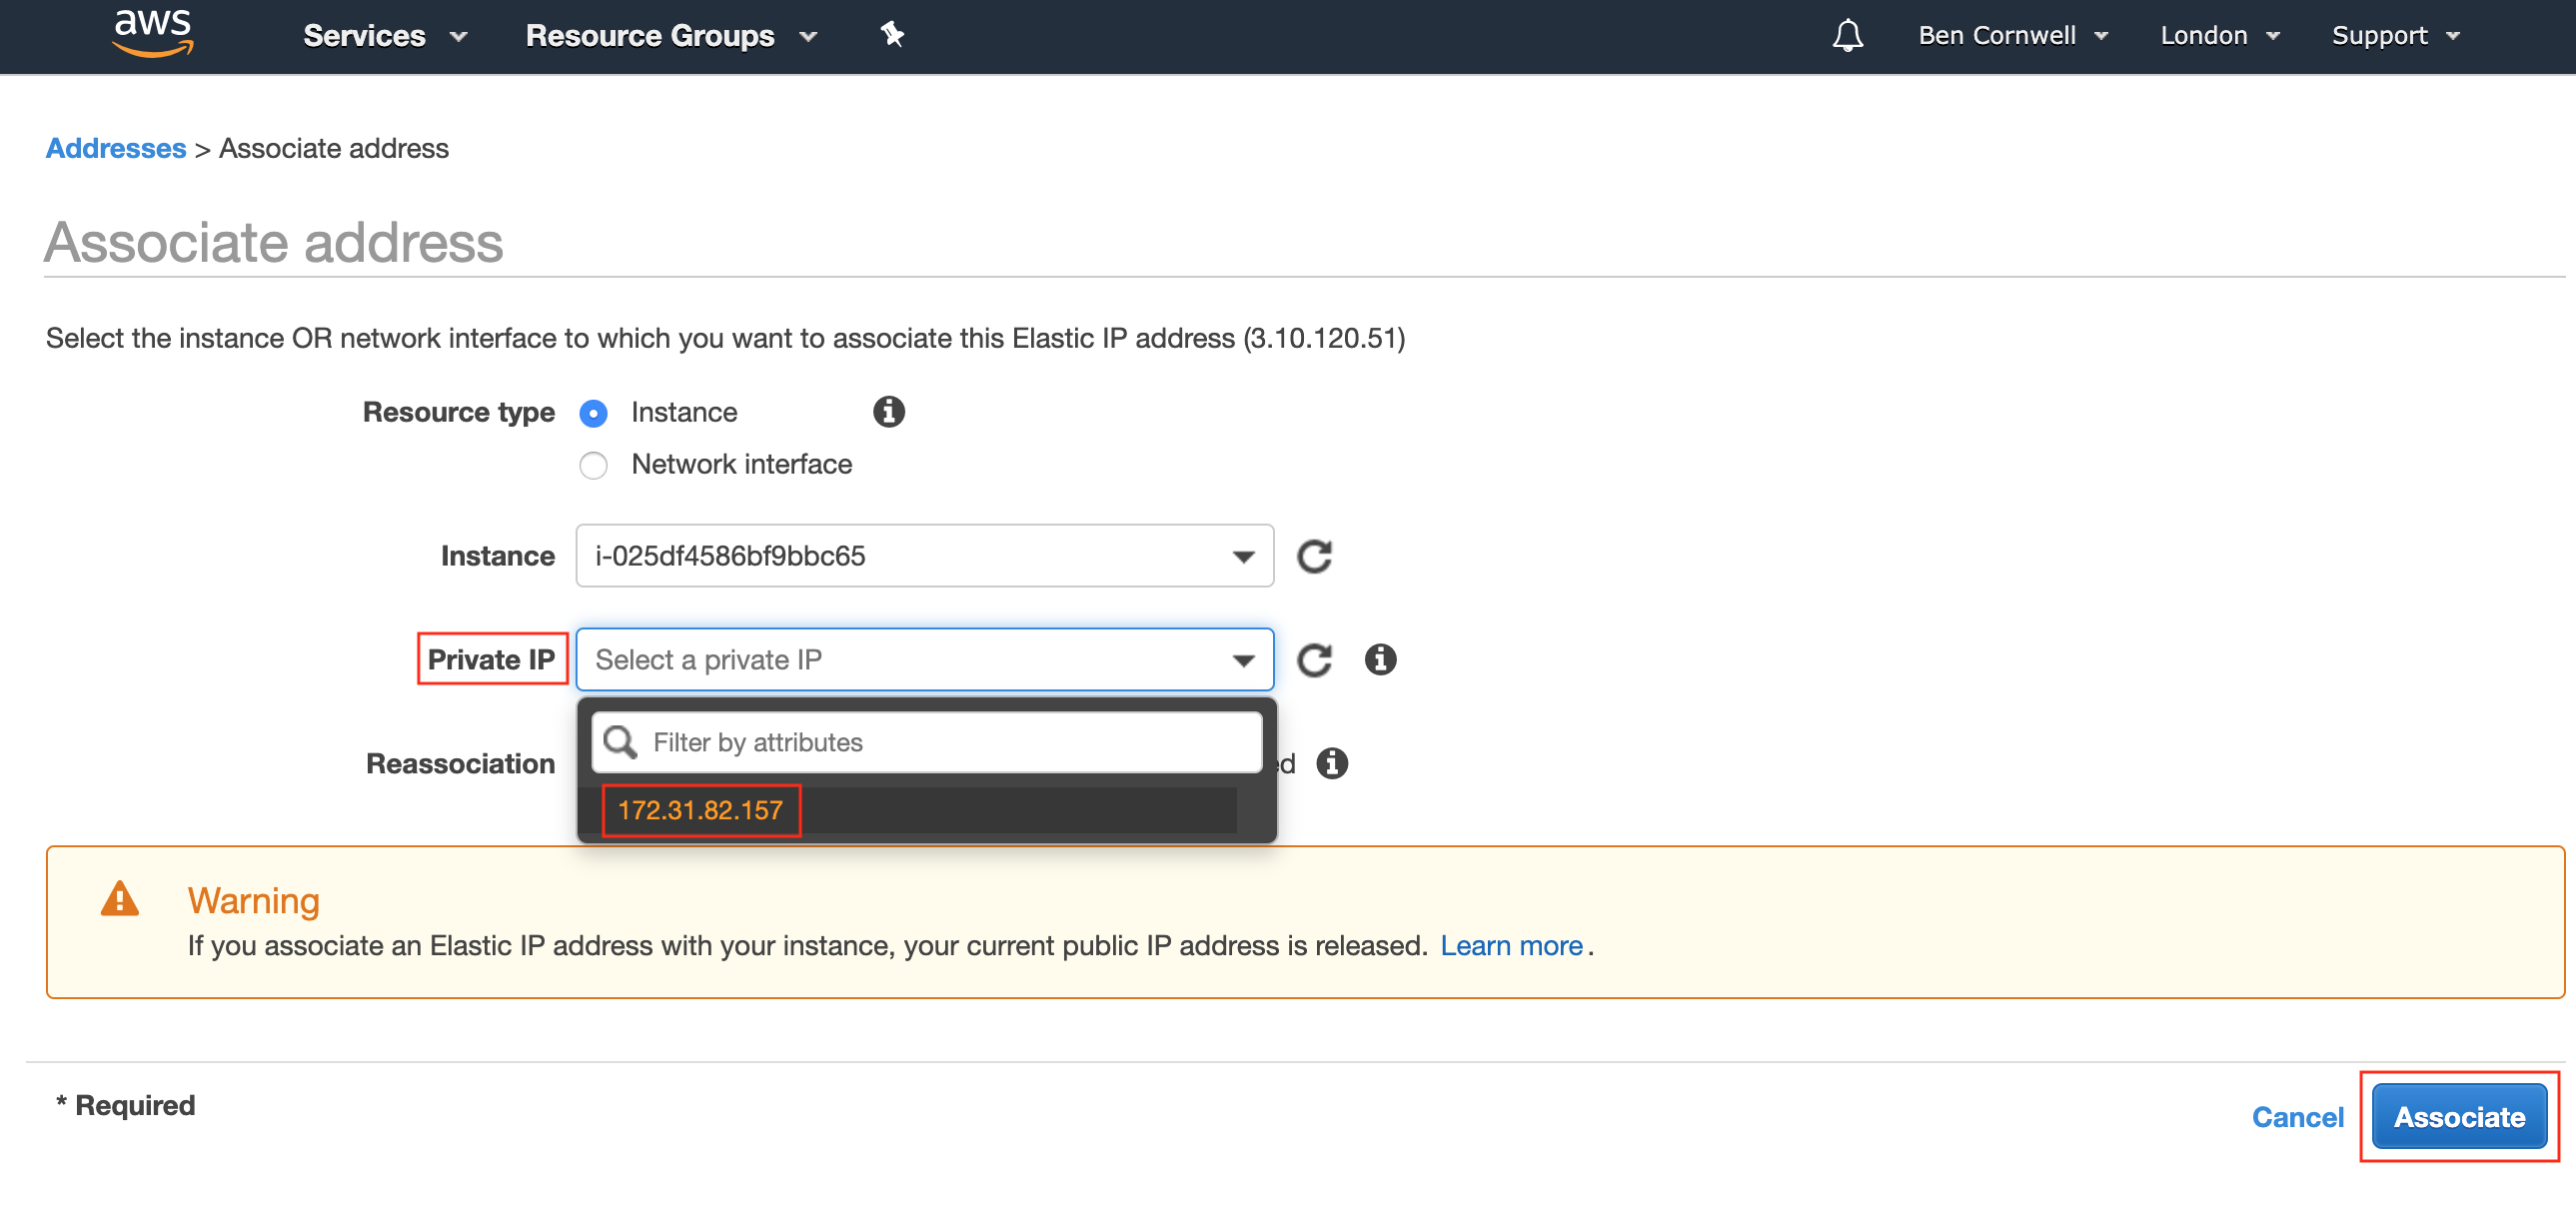 aws Services Resource Groups Ben Cornwell London Support
Addresses > Associate address
Associate address
Select the instance OR network interface to which you want to associate this Elastic IP address (3.10.120.51)
Resource type Instance
Network interface
Instance i-025df4586bf9bbc65
Private IP Select a private IP
Filter by attributes
Reassociation
172.31.82.157
Warning
If you associate an Elastic IP address with your instance, your current public IP address is released. Learn more.
* Required
Cancel Associate